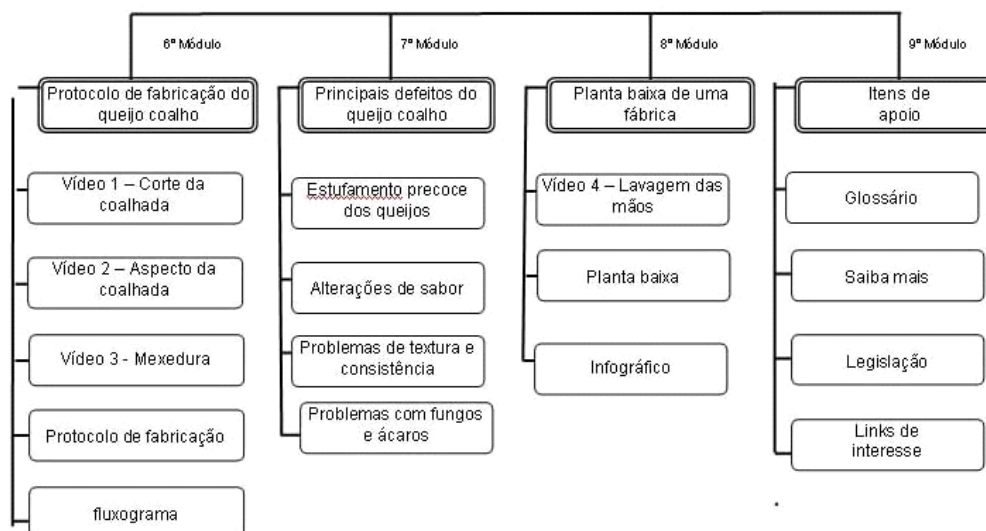 6º Módulo
7º Módulo
8º Módulo
9º Módulo
Protocolo de fabricação do
queijo coalho
Principais defeitos do
queijo coalho
Planta baixa de uma
fábrica
Itens de
apoio
Vídeo 1 – Corte da
coalhada
Estufamento precoce
dos queijos
Vídeo 4 – Lavagem das
mãos
Glossário
Vídeo 2 – Aspecto da
coalhada
Alterações de sabor
Planta baixa
Saiba mais
Vídeo 3 - Mexedura
Problemas de textura e
consistência
Infográfico
Legislação
Protocolo de fabricação
Problemas com fungos
e ácaros
Links de
interesse
fluxograma